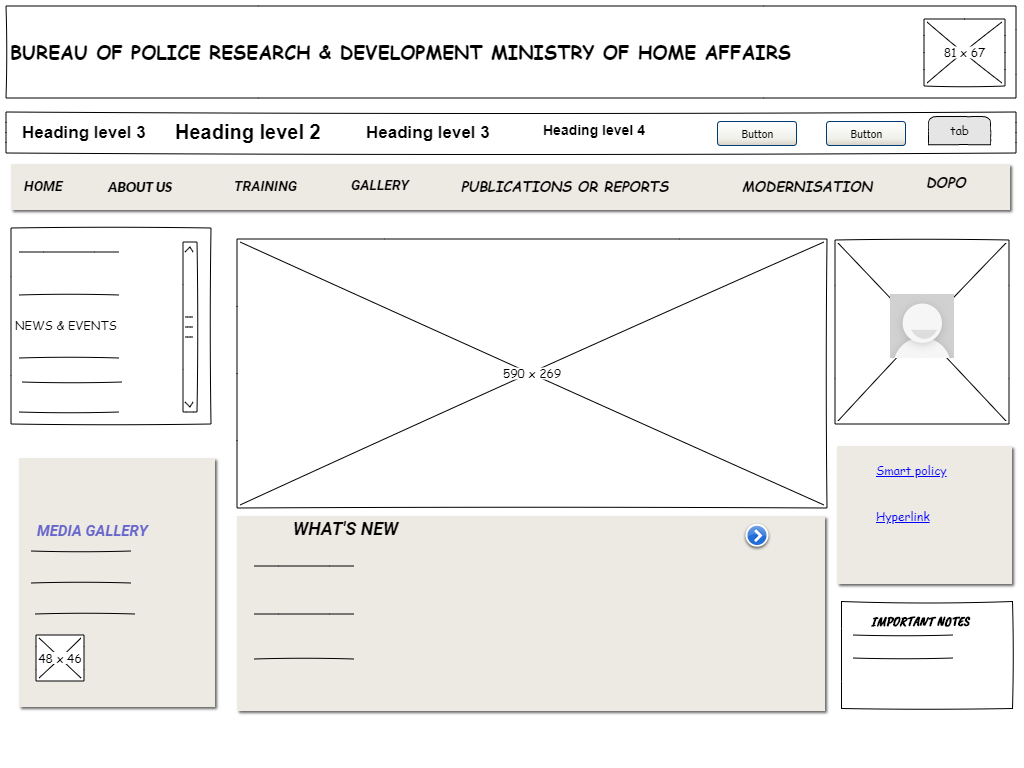 BUREAU OF POLICE RESEARCH & DEVELOPMENT MINISTRY OF HOME AFFAIRS
81 x 67
Heading level 3 Heading level 2 Heading level 3 Heading level 4 Button Button tab
HOME ABOUT US TRAINING GALLERY PUBLICATIONS OR REPORTS MODERNISATION DOPO
NEWS & EVENTS
590 x 269
Smart policy
Hyperlink
MEDIA GALLERY
48 x 46
WHAT'S NEW
IMPORTANT NOTES